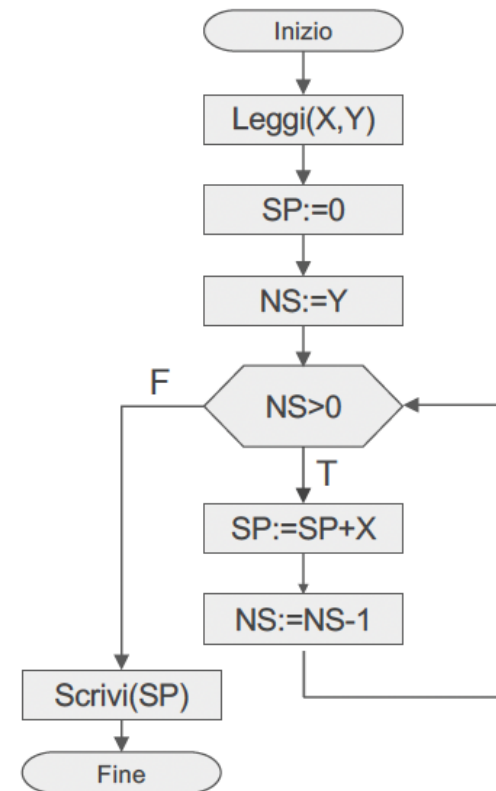 Inizio
Leggi(X,Y)
SP:=0
NS:=Y
F
NS>0
T
SP:=SP+X
NS:=NS-1
Scrivi(SP)
Fine